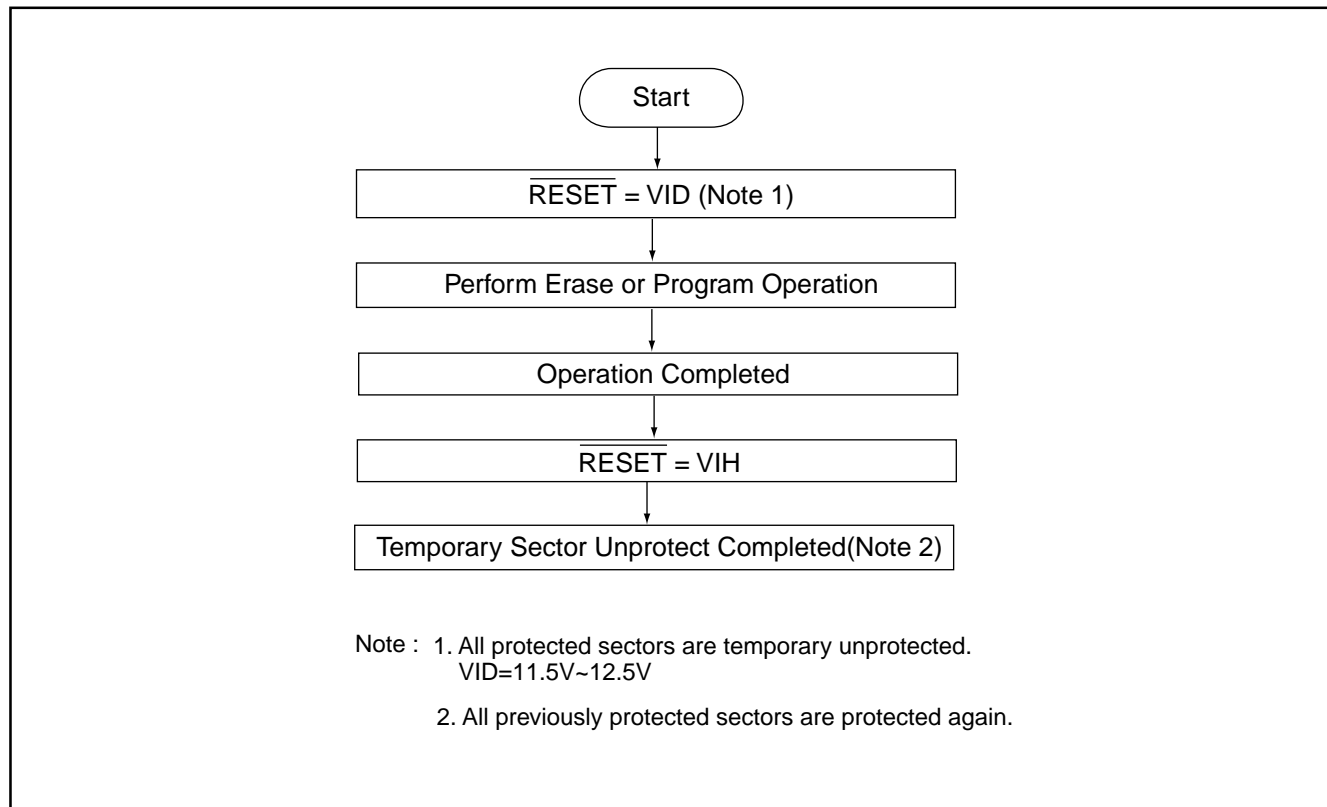 Start
R̅E̅S̅E̅T̅ = VID (Note 1)
Perform Erase or Program Operation
Operation Completed
R̅E̅S̅E̅T̅ = VIH
Temporary Sector Unprotect Completed(Note 2)
Note : 1. All protected sectors are temporary unprotected.
VID=11.5V~12.5V
2. All previously protected sectors are protected again.